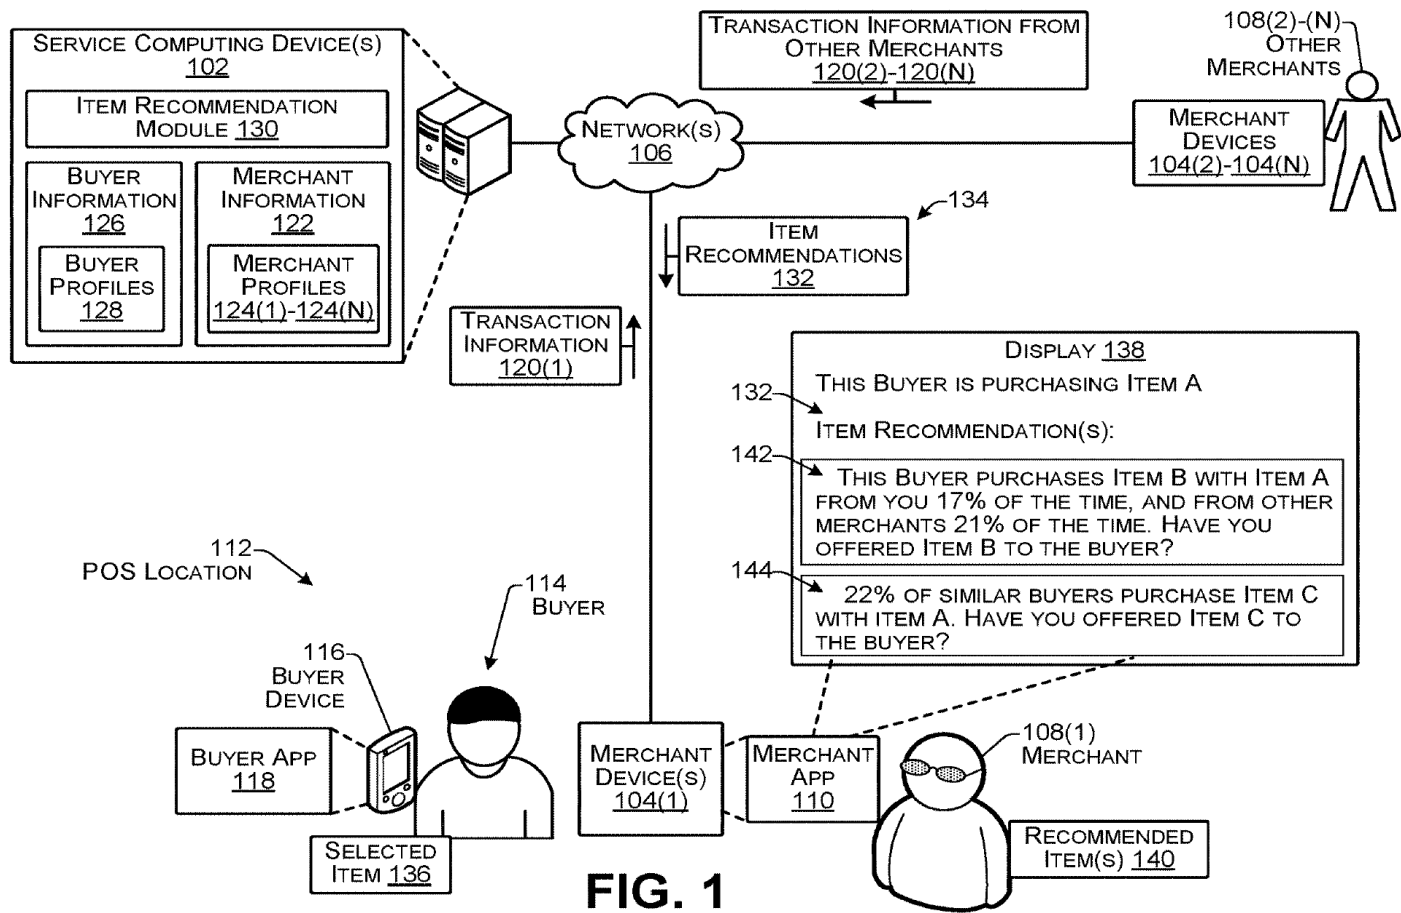 Service Computing Device(s)
102
Item Recommendation
Module 130
Buyer
Information
126
Buyer
Profiles
128
Merchant
Information
122
Merchant
Profiles
124(1)-124(N)
Network(s)
106
Transaction Information from
Other Merchants
120(2)-120(N)
108(2)-(N)
Other
Merchants
Merchant
Devices
104(2)-104(N)
134
Item
Recommendations
132
Transaction
Information
120(1)
Display 138
This Buyer is purchasing Item A
132
Item Recommendation(s):
142
This Buyer purchases Item B with Item A
from you 17% of the time, and from other
merchants 21% of the time. Have you
offered Item B to the buyer?
144
22% of similar buyers purchase Item C
with item A. Have you offered Item C to
the buyer?
112
POS Location
114
Buyer
116
Buyer
Device
Buyer App
118
Selected
Item 136
Merchant
Device(s)
104(1)
Merchant
App
110
108(1)
Merchant
Recommended
Item(s) 140
FIG. 1